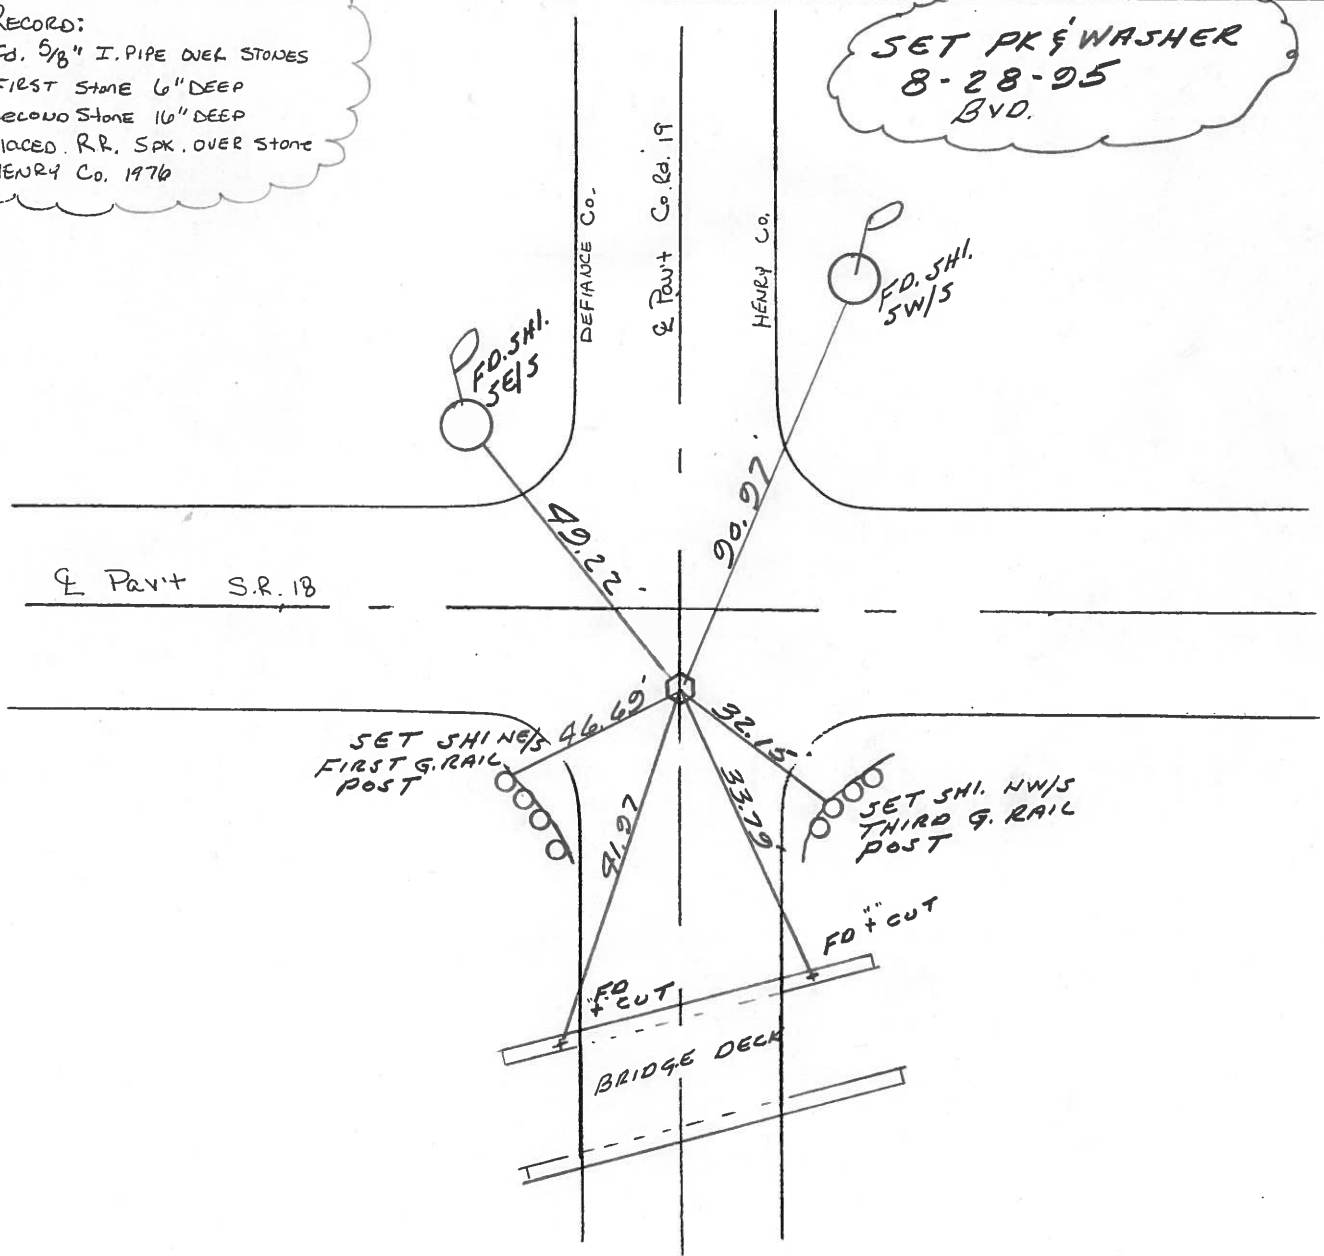 RECORD:
Fd. 5/8" I. PIPE OVER STONES
FIRST Stone 6" DEEP
SECOND Stone 16" DEEP
PLACED. R.R. SPK. OVER Stone
HENRY Co. 1976
SET PK & WASHER
8-28-95
BVD.
DEFIANCE Co.
℄ Pav't Co.Rd. 19
HENRY Co.
FD. SHI.
SE/S
FD. SHI.
SW/S
49.22'
90.97'
℄ Pav't S.R. 18
46.69'
32.15'
SET SHI NE/S
FIRST G. RAIL
POST
41.97
33.79'
SET SHI. NW/S
THIRD G. RAIL
POST
FD "+" CUT
FD
"+" CUT
BRIDGE DECK